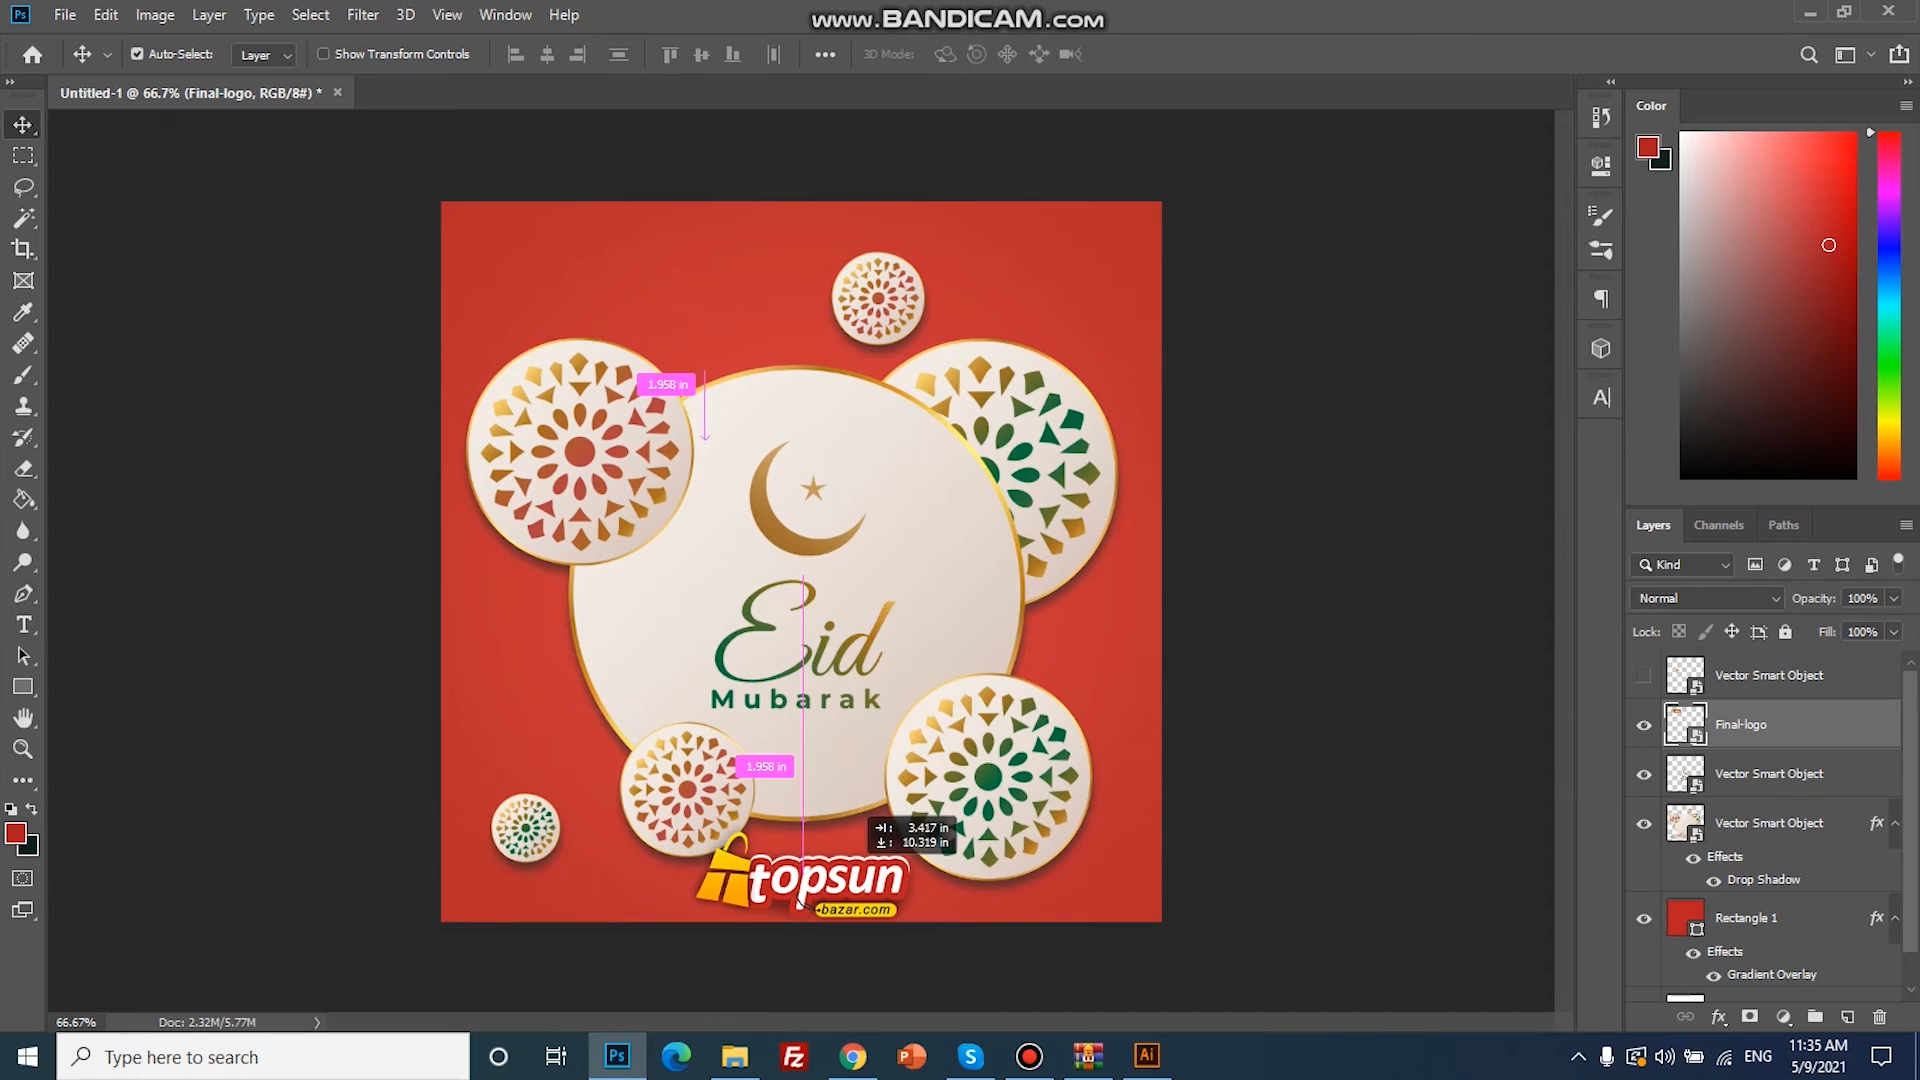 File Edit Image Layer Type Select Filter 3D View Window Help
www.BANDICAM.com
Auto-Select: Layer Show Transform Controls 3D Mode:
Untitled-1 @ 66.7% (Final-logo, RGB/8#) *
Color
1.958 in
Eid
Mubarak
1.958 in
3.417 in
10.319 in
topsun
bazar.com
Layers Channels Paths
Kind
Normal Opacity: 100%
Lock: Fill: 100%
Vector Smart Object
Final-logo
Vector Smart Object
Vector Smart Object fx
Effects
Drop Shadow
Rectangle 1 fx
Effects
Gradient Overlay
66.67% Doc: 2.32M/5.77M
Type here to search
ENG
11:35 AM
5/9/2021